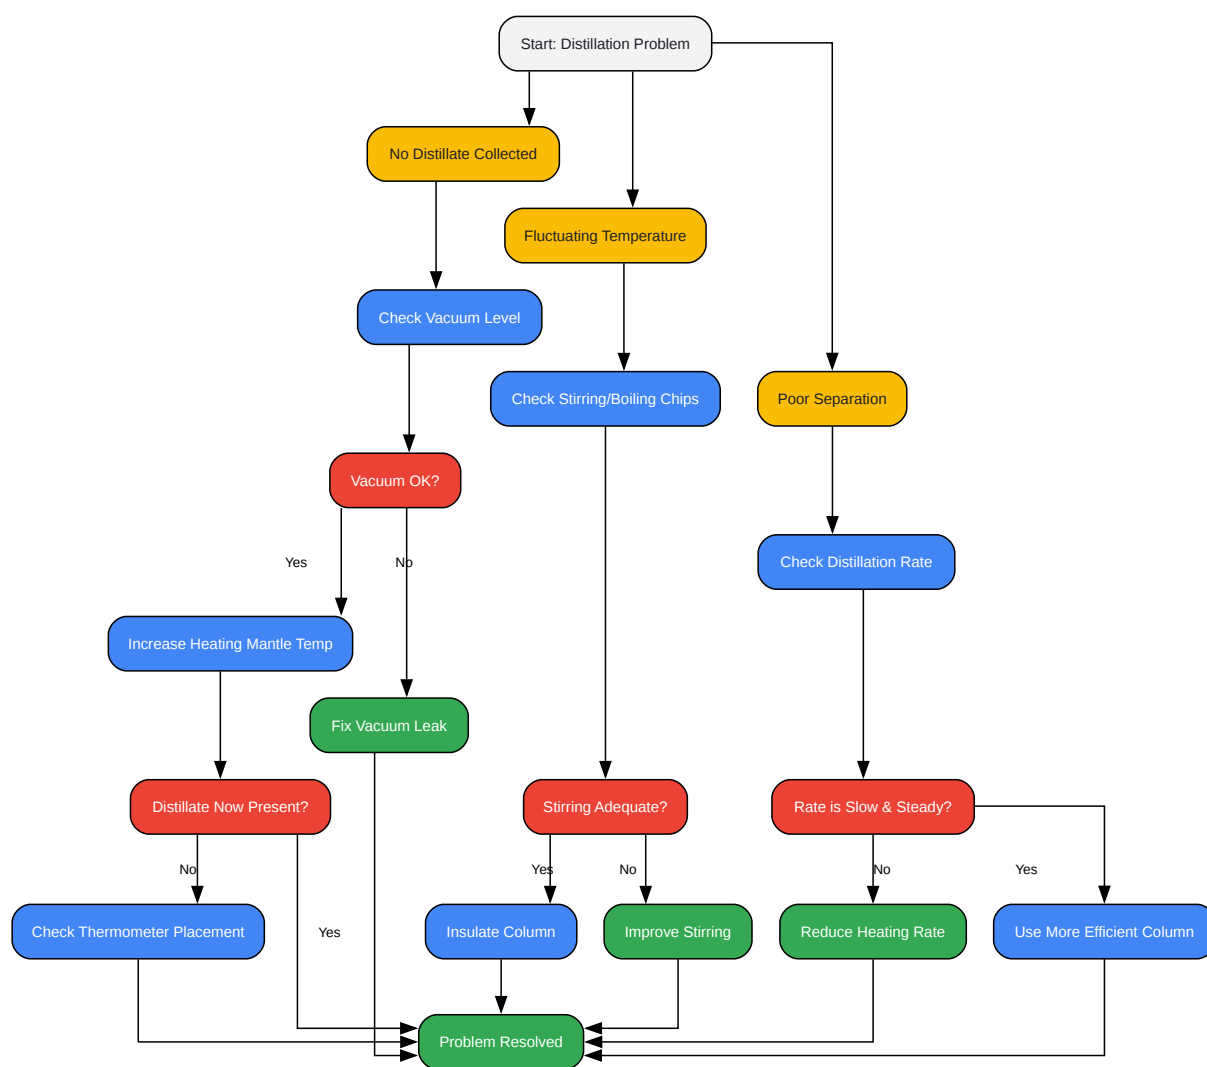 Start: Distillation Problem
No Distillate Collected
Fluctuating Temperature
Check Vacuum Level
Check Stirring/Boiling Chips
Poor Separation
Vacuum OK?
Yes
No
Check Distillation Rate
Increase Heating Mantle Temp
Fix Vacuum Leak
Distillate Now Present?
Stirring Adequate?
Rate is Slow & Steady?
No
Yes
No
No
Yes
Check Thermometer Placement
Yes
Insulate Column
Improve Stirring
Reduce Heating Rate
Use More Efficient Column
Problem Resolved